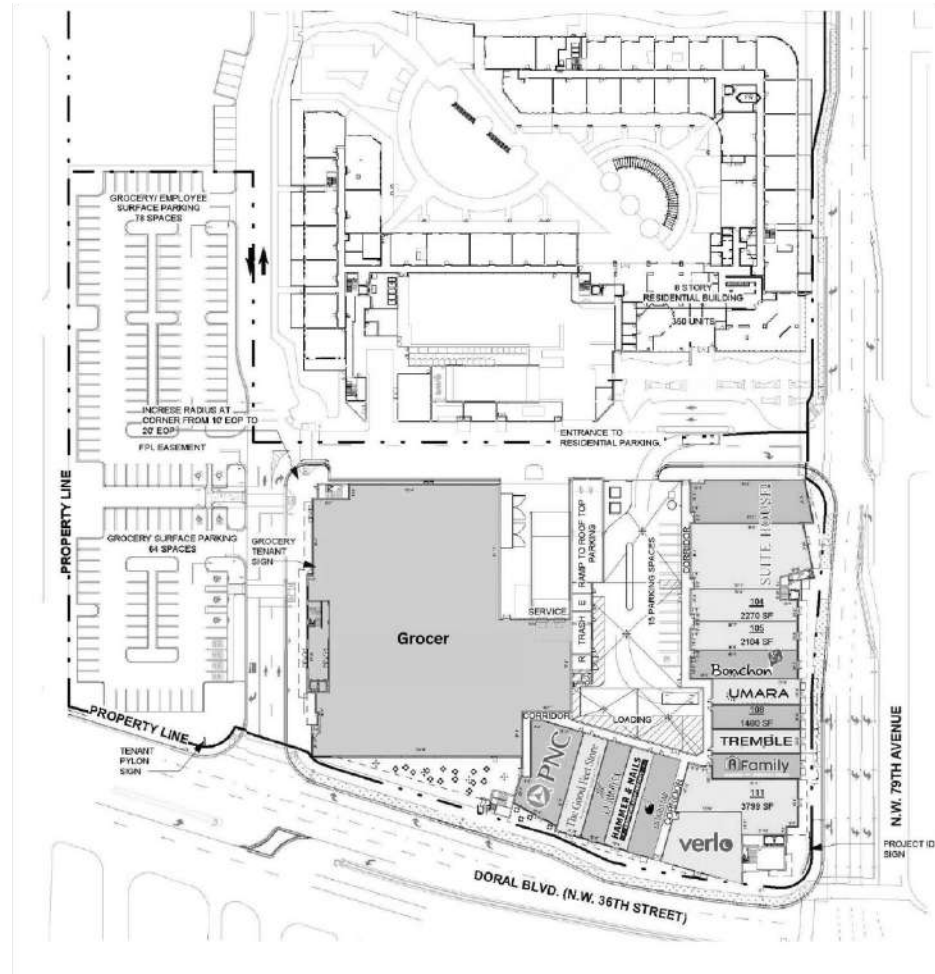 GROCERY/ EMPLOYEE
SURFACE PARKING
78 SPACES
8 STORY
RESIDENTIAL BUILDING
350 UNITS
INCRESE RADIUS AT
CORNER FROM 10' EOP TO
20' EOP
FPL EASEMENT
ENTRANCE TO
RESIDENTIAL PARKING.
PROPERTY LINE
GROCERY SURFACE PARKING
64 SPACES
GROCERY
TENANT
SIGN
Grocer
SERVICE
R TRASH E
RAMP TO ROOF TOP
PARKING
15 PARKING SPACES
CORRIDOR
SUITE HOUSE
104
2270 SF
105
2104 SF
Bonchon
UMARA
108
1480 SF
TREMBLE
Family
111
3799 SF
LOADING
CORRIDOR
PNC
The Good Feet Store
HAMMER & NAILS
CORRIDOR
verlo
PROPERTY LINE
TENANT
PYLON
SIGN
N.W. 79TH AVENUE
PROJECT ID
SIGN
DORAL BLVD. (N.W. 36TH STREET)